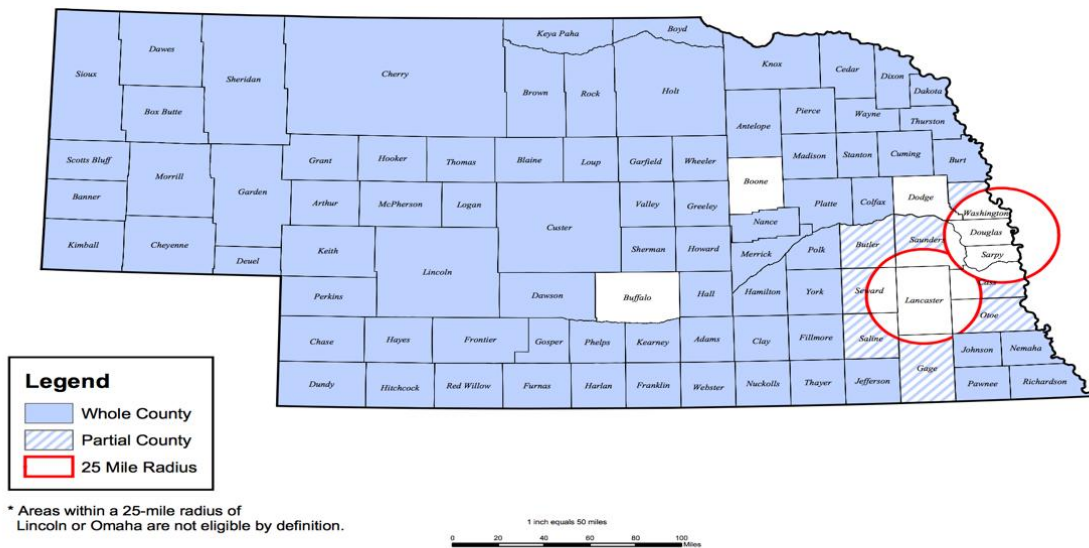 Boyd
Keya Paha
Knox
Cedar
Dixon
Dawes
Sioux
Sheridan
Cherry
Dakota
Brown
Rock
Holt
Pierce
Wayne
Thurston
Box Butte
Antelope
Scotts Bluff
Grant
Hooker
Thomas
Blaine
Loup
Garfield
Wheeler
Madison
Stanton
Cuming
Burt
Morrill
Garden
Boone
Dodge
Banner
Arthur
McPherson
Logan
Valley
Greeley
Platte
Colfax
Washington
Custer
Nance
Douglas
Kimball
Cheyenne
Keith
Sherman
Howard
Merrick
Polk
Butler
Saunders
Sarpy
Deuel
Lincoln
Cass
Perkins
Dawson
Buffalo
Hall
Hamilton
York
Seward
Lancaster
Otoe
Chase
Hayes
Frontier
Gosper
Phelps
Kearney
Adams
Clay
Fillmore
Saline
Johnson
Nemaha
Gage
Dundy
Hitchcock
Red Willow
Furnas
Harlan
Franklin
Webster
Nuckolls
Thayer
Jefferson
Pawnee
Richardson
Legend
Whole County
Partial County
25 Mile Radius
* Areas within a 25-mile radius of
Lincoln or Omaha are not eligible by definition.
1 inch equals 50 miles
0 20 40 60 80 100
Miles